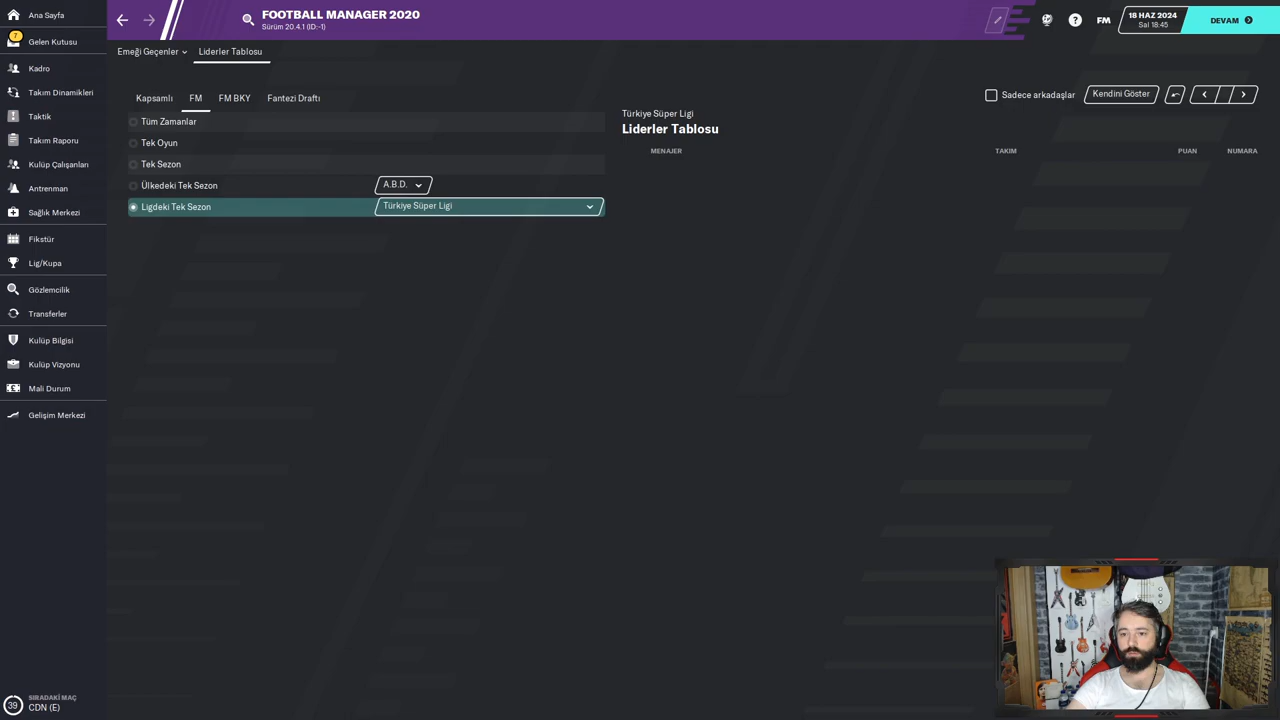 FOOTBALL MANAGER 2020
Sürüm 20.4.1 (ID:-1)
FM
18 HAZ 2024
Sal 18:45
DEVAM
Ana Sayfa
7
Gelen Kutusu
Kadro
Takım Dinamikleri
Taktik
Takım Raporu
Kulüp Çalışanları
Antrenman
Sağlık Merkezi
Fikstür
Lig/Kupa
Gözlemcilik
Transferler
Kulüp Bilgisi
Kulüp Vizyonu
Mali Durum
Gelişim Merkezi
39
SIRADAKİ MAÇ
CDN (E)
Emeği Geçenler
Liderler Tablosu
Kapsamlı
FM
FM BKY
Fantezi Draftı
Tüm Zamanlar
Tek Oyun
Tek Sezon
Ülkedeki Tek Sezon
A.B.D.
Ligdeki Tek Sezon
Türkiye Süper Ligi
Sadece arkadaşlar
Kendini Göster
Türkiye Süper Ligi
Liderler Tablosu
MENAJER
TAKIM
PUAN
NUMARA